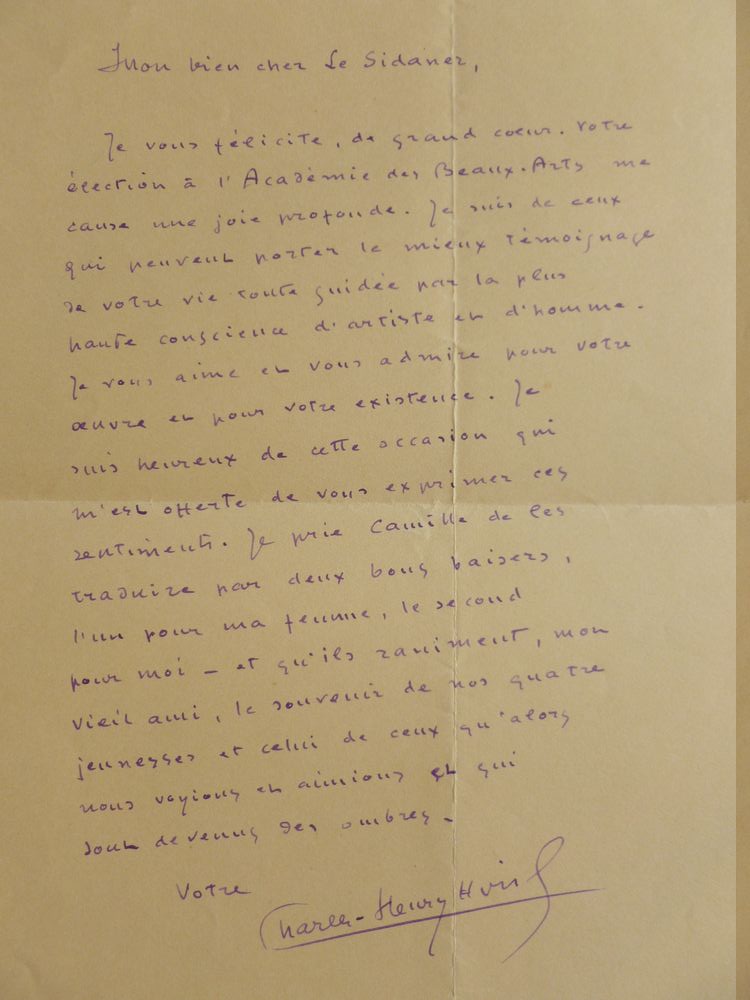 Mon bien cher Le Sidaner,
Je vous félicite, de grand coeur. Votre
élection à l'Académie des Beaux-Arts me
cause une joie profonde. Je suis de ceux
qui peuvent porter le mieux témoignage
de votre vie toute guidée par la plus
haute conscience d'artiste et d'homme.
Je vous aime et vous admire pour votre
œuvre et pour votre existence. Je
suis heureux de cette occasion qui
m'est offerte de vous exprimer ces
sentiments. Je prie Camille de les
traduire par deux bons baisers,
l'un pour ma femme, le second
pour moi – et qu'ils raniment, mon
vieil ami, le souvenir de nos quatre
jeunesses et celui de ceux qu'alors
nous voyions et aimions et qui
sont devenus des ombres –
Votre
Charles-Henry Hirsch